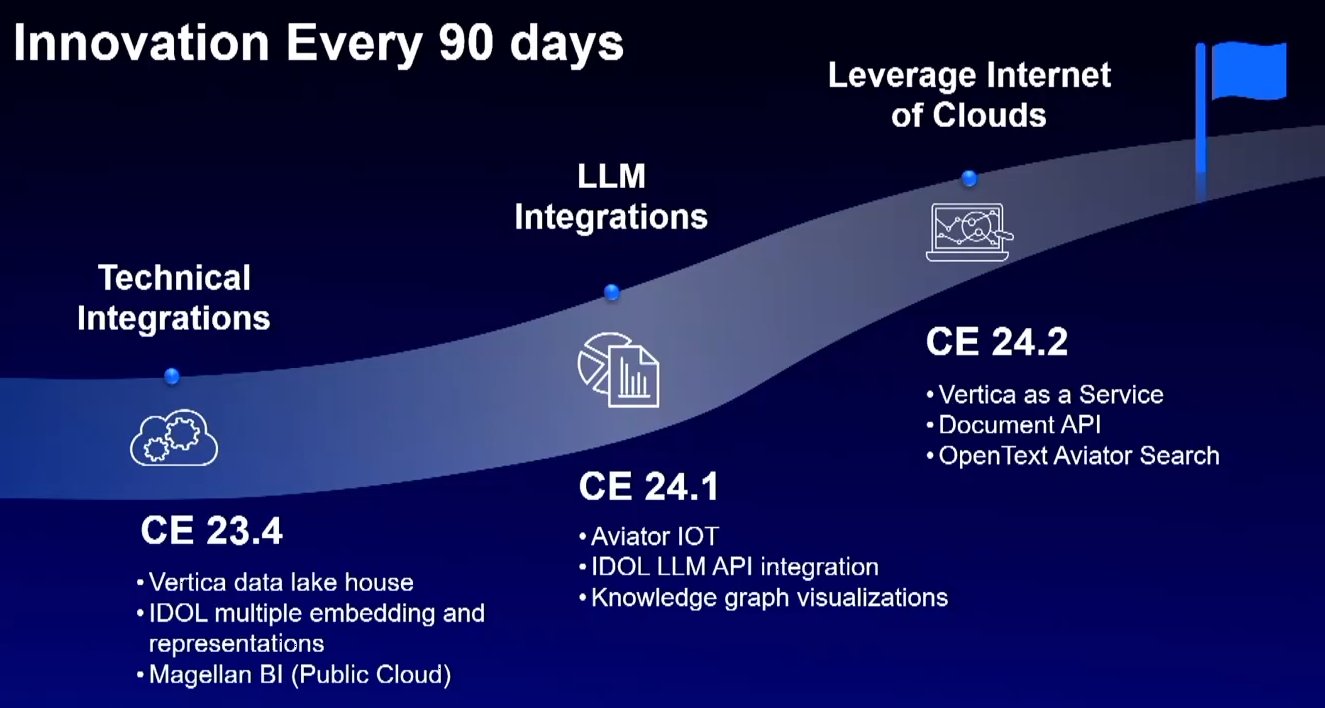 Innovation Every 90 days
Technical
Integrations
CE 23.4
• Vertica data lake house
• IDOL multiple embedding and
representations
• Magellan BI (Public Cloud)
LLM
Integrations
CE 24.1
• Aviator IOT
• IDOL LLM API integration
• Knowledge graph visualizations
Leverage Internet
of Clouds
CE 24.2
• Vertica as a Service
• Document API
• OpenText Aviator Search